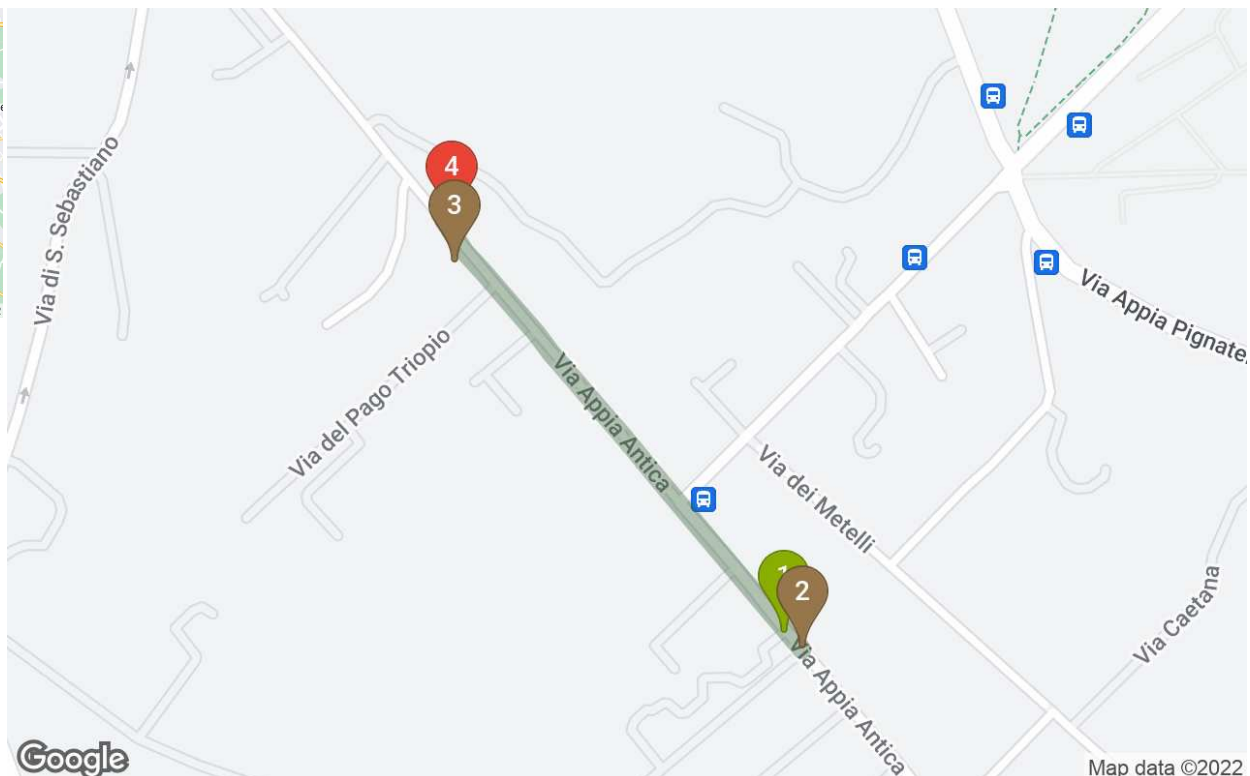 Via di S. Sebastiano
4
3
Via Appia Pignatel
Via del Pago Triopio
Via Appia Antica
Via dei Metelli
2
Via Caetana
Via Appia Antica
Google
Map data ©2022